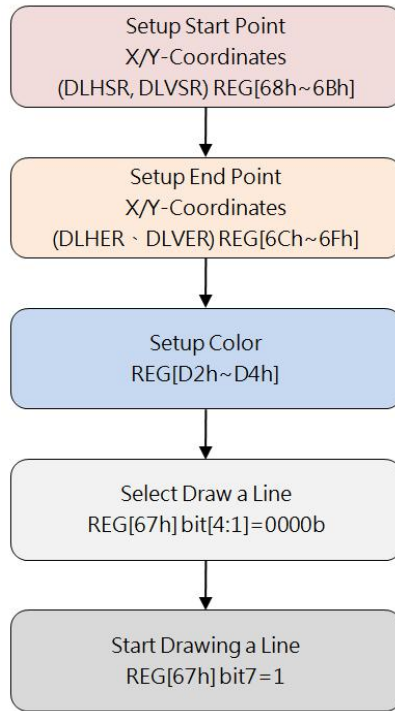 Setup Start Point
X/Y-Coordinates
(DLHSR, DLVSR) REG[68h~6Bh]
Setup End Point
X/Y-Coordinates
(DLHER、DLVER) REG[6Ch~6Fh]
Setup Color
REG[D2h~D4h]
Select Draw a Line
REG[67h] bit[4:1]=0000b
Start Drawing a Line
REG[67h] bit7=1